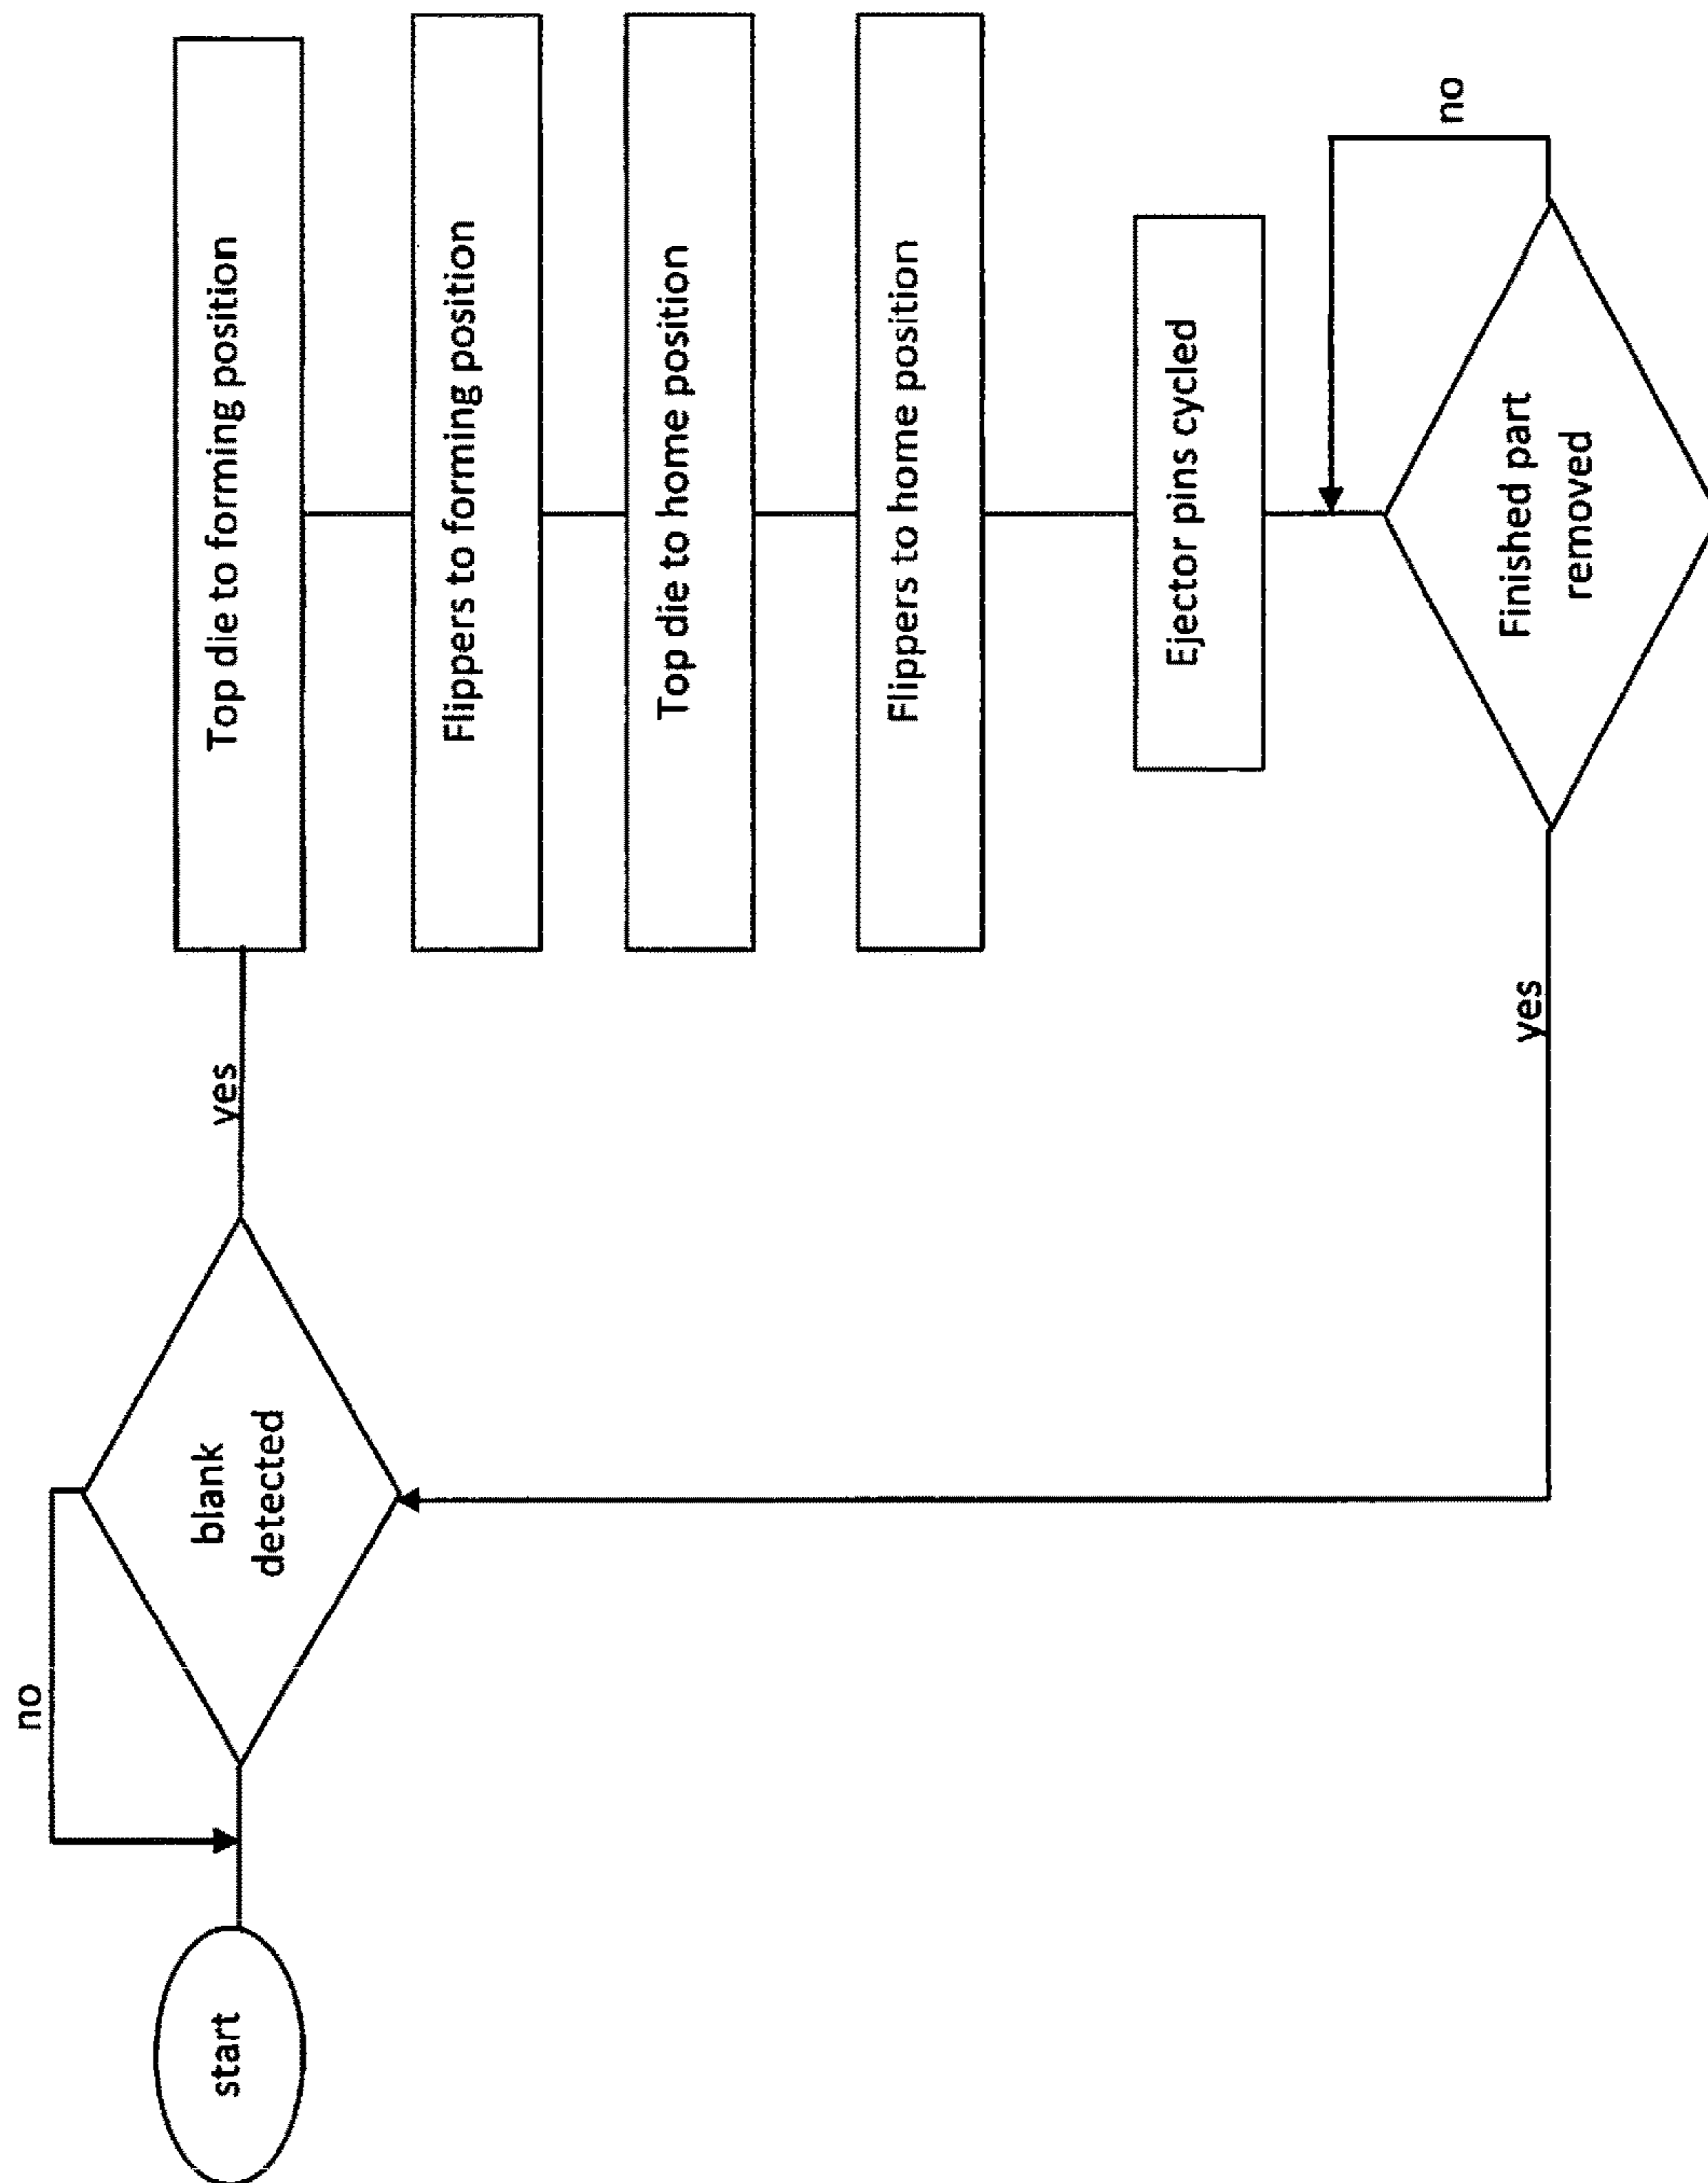 start
no
blank
detected
yes
Top die to forming position
Flippers to forming position
Top die to home position
Flippers to home position
Ejector pins cycled
Finished part
removed
no
yes